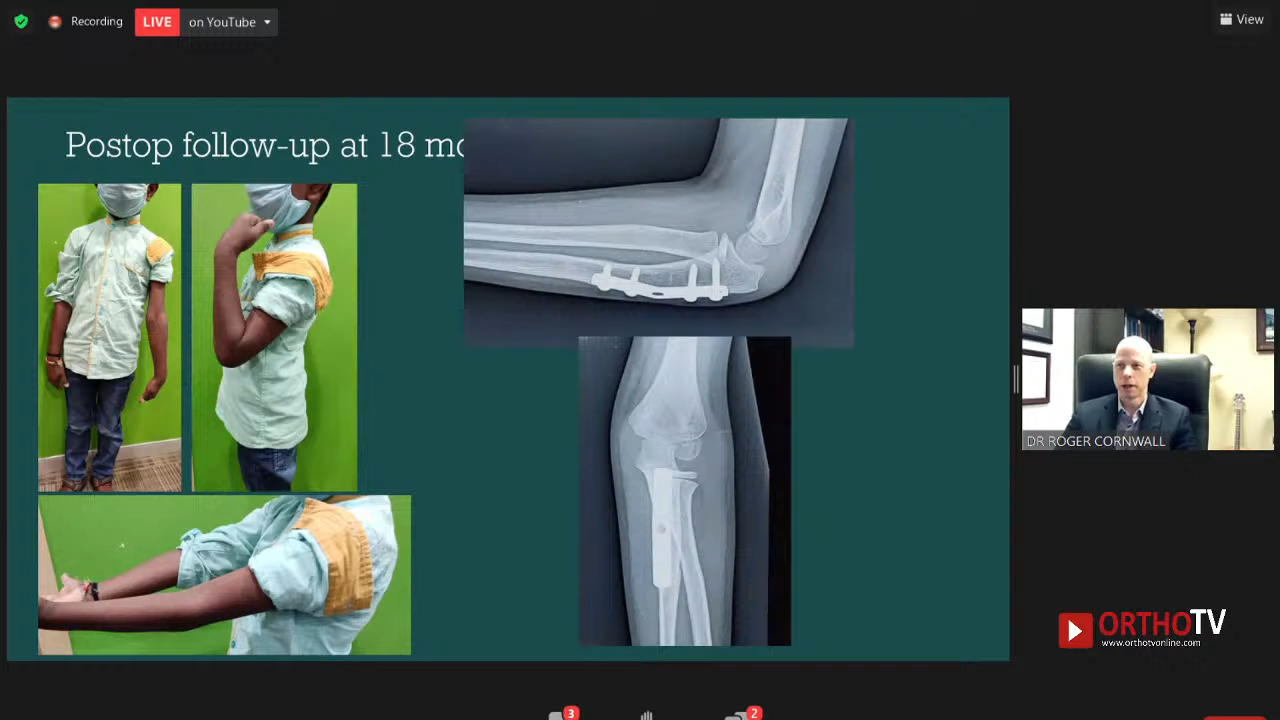 Recording
LIVE on YouTube
View
Postop follow-up at 18 mo
DR ROGER CORNWALL
ORTHOTV
www.orthotvonline.com
3
2